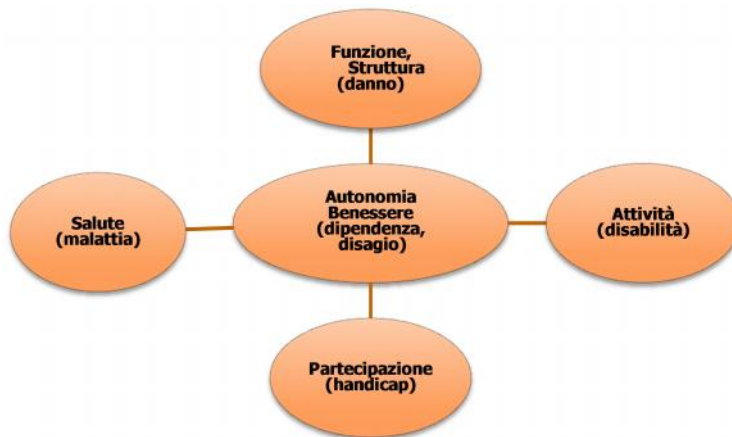 Funzione,
Struttura
(danno)
Salute
(malattia)
Autonomia
Benessere
(dipendenza,
disagio)
Attività
(disabilità)
Partecipazione
(handicap)